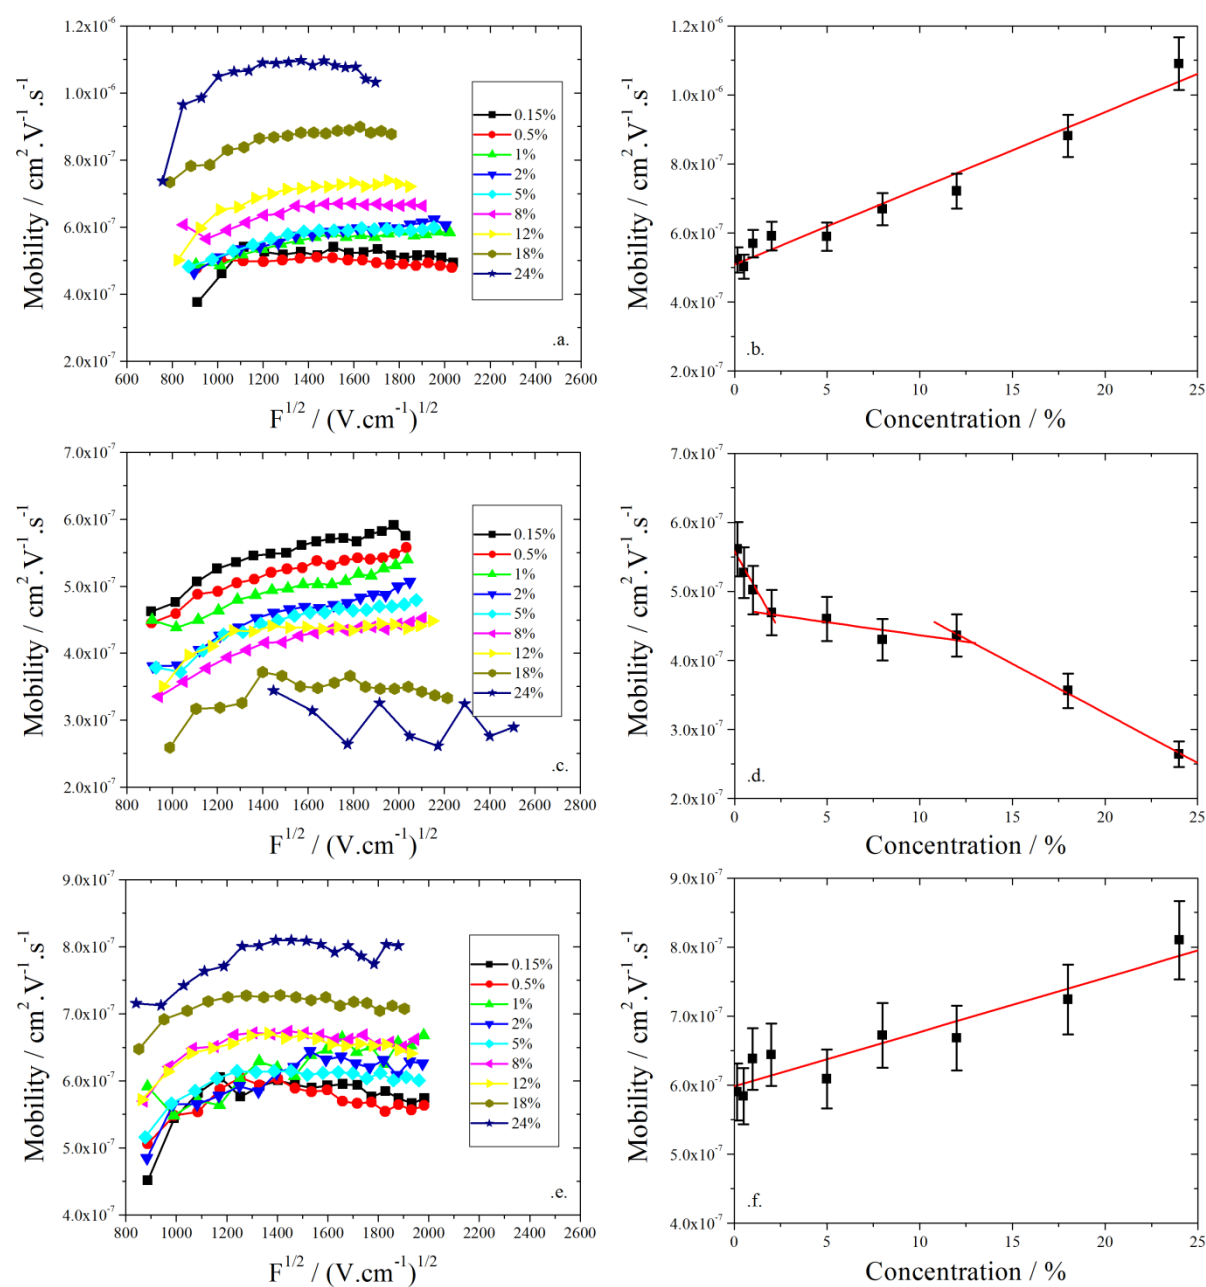 1.2x10⁻⁶
1.0x10⁻⁶
8.0x10⁻⁷
6.0x10⁻⁷
4.0x10⁻⁷
2.0x10⁻⁷
Mobility / cm².V⁻¹.s⁻¹
600 800 1000 1200 1400 1600 1800 2000 2200 2400 2600
F^1/2 / (V.cm⁻¹)^1/2
0.15%
0.5%
1%
2%
5%
8%
12%
18%
24%
.a.
1.2x10⁻⁶
1.0x10⁻⁶
8.0x10⁻⁷
6.0x10⁻⁷
4.0x10⁻⁷
2.0x10⁻⁷
Mobility / cm².V⁻¹.s⁻¹
.b.
0 5 10 15 20 25
Concentration / %
7.0x10⁻⁷
6.0x10⁻⁷
5.0x10⁻⁷
4.0x10⁻⁷
3.0x10⁻⁷
2.0x10⁻⁷
Mobility / cm².V⁻¹.s⁻¹
800 1000 1200 1400 1600 1800 2000 2200 2400 2600 2800
F^1/2 / (V.cm⁻¹)^1/2
0.15%
0.5%
1%
2%
5%
8%
12%
18%
24%
.c.
7.0x10⁻⁷
6.0x10⁻⁷
5.0x10⁻⁷
4.0x10⁻⁷
3.0x10⁻⁷
2.0x10⁻⁷
Mobility / cm².V⁻¹.s⁻¹
.d.
0 5 10 15 20 25
Concentration / %
9.0x10⁻⁷
8.0x10⁻⁷
7.0x10⁻⁷
6.0x10⁻⁷
5.0x10⁻⁷
4.0x10⁻⁷
Mobility / cm².V⁻¹.s⁻¹
800 1000 1200 1400 1600 1800 2000 2200 2400 2600
F^1/2 / (V.cm⁻¹)^1/2
0.15%
0.5%
1%
2%
5%
8%
12%
18%
24%
.e.
9.0x10⁻⁷
8.0x10⁻⁷
7.0x10⁻⁷
6.0x10⁻⁷
5.0x10⁻⁷
4.0x10⁻⁷
Mobility / cm².V⁻¹.s⁻¹
.f.
0 5 10 15 20 25
Concentration / %